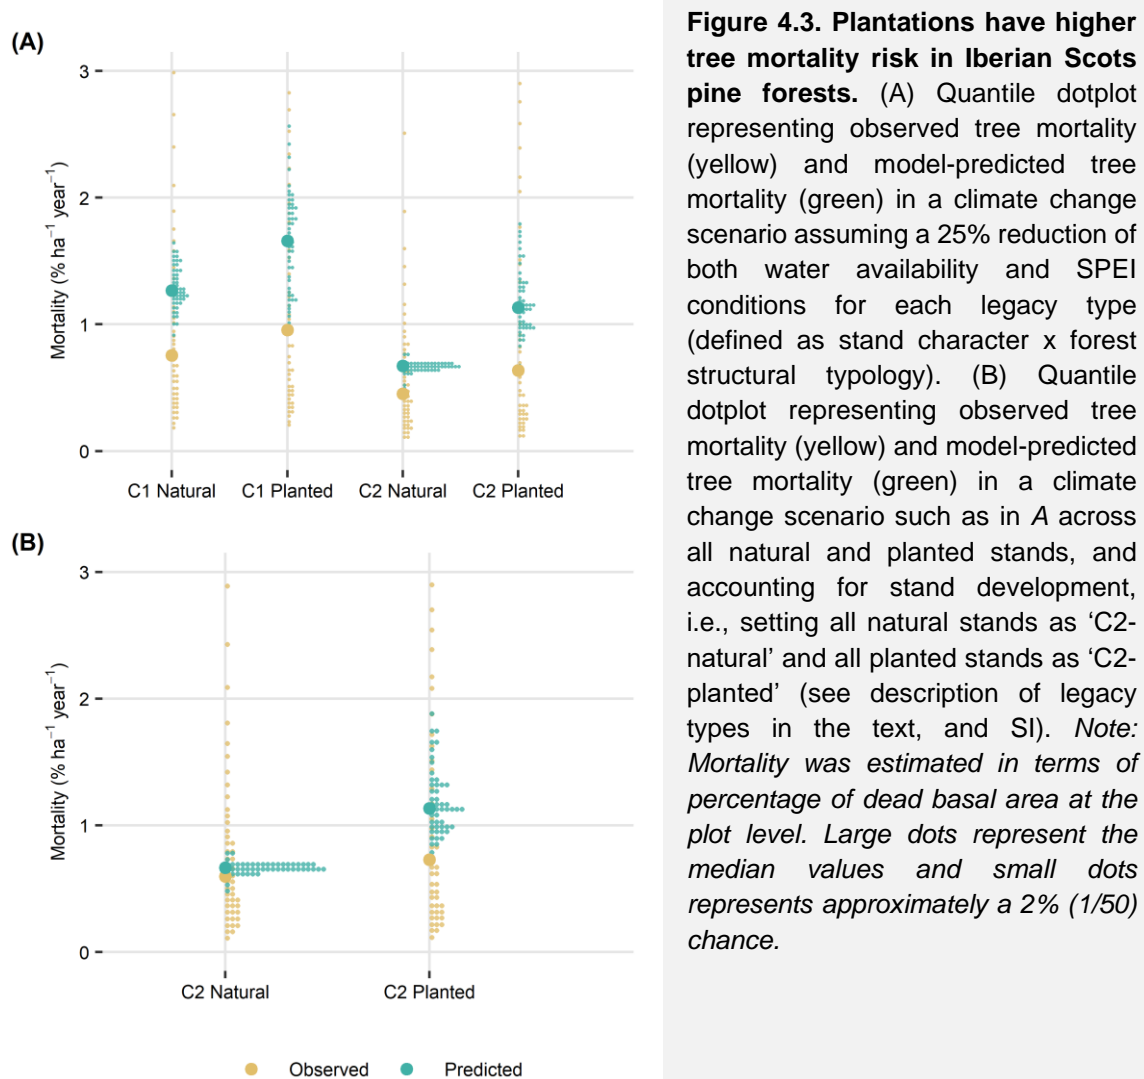 (A)
3
2
1
0
Mortality (% ha⁻¹ year⁻¹)
C1 Natural
C1 Planted
C2 Natural
C2 Planted
(B)
3
2
1
0
Mortality (% ha⁻¹ year⁻¹)
C2 Natural
C2 Planted
Observed
Predicted
Figure 4.3. Plantations have higher
tree mortality risk in Iberian Scots
pine forests. (A) Quantile dotplot
representing observed tree mortality
(yellow) and model-predicted tree
mortality (green) in a climate change
scenario assuming a 25% reduction of
both water availability and SPEI
conditions for each legacy type
(defined as stand character x forest
structural typology). (B) Quantile
dotplot representing observed tree
mortality (yellow) and model-predicted
tree mortality (green) in a climate
change scenario such as in A across
all natural and planted stands, and
accounting for stand development,
i.e., setting all natural stands as ‘C2-
natural’ and all planted stands as ‘C2-
planted’ (see description of legacy
types in the text, and SI). Note:
Mortality was estimated in terms of
percentage of dead basal area at the
plot level. Large dots represent the
median values and small dots
represents approximately a 2% (1/50)
chance.